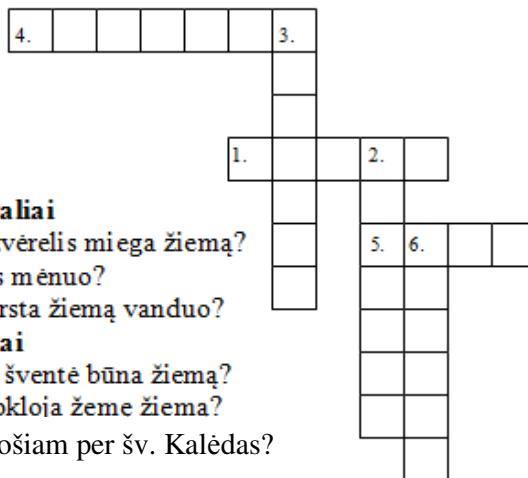 4. 3.
1. 2.
aliai
vėrelis miega žiemą?
5. 6.
s mėnuo?
rsta žiemą vanduo?
ai
šventė būna žiemą?
okloja žeme žiema?
ošiam per šv. Kalėdas?